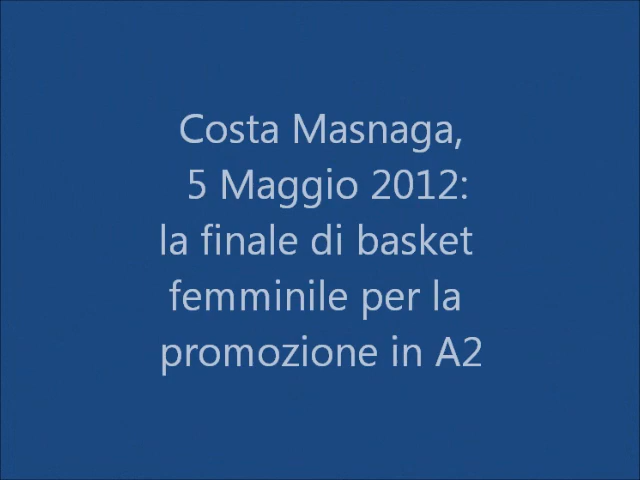 Costa Masnaga,
5 Maggio 2012:
la finale di basket
femminile per la
promozione in A2